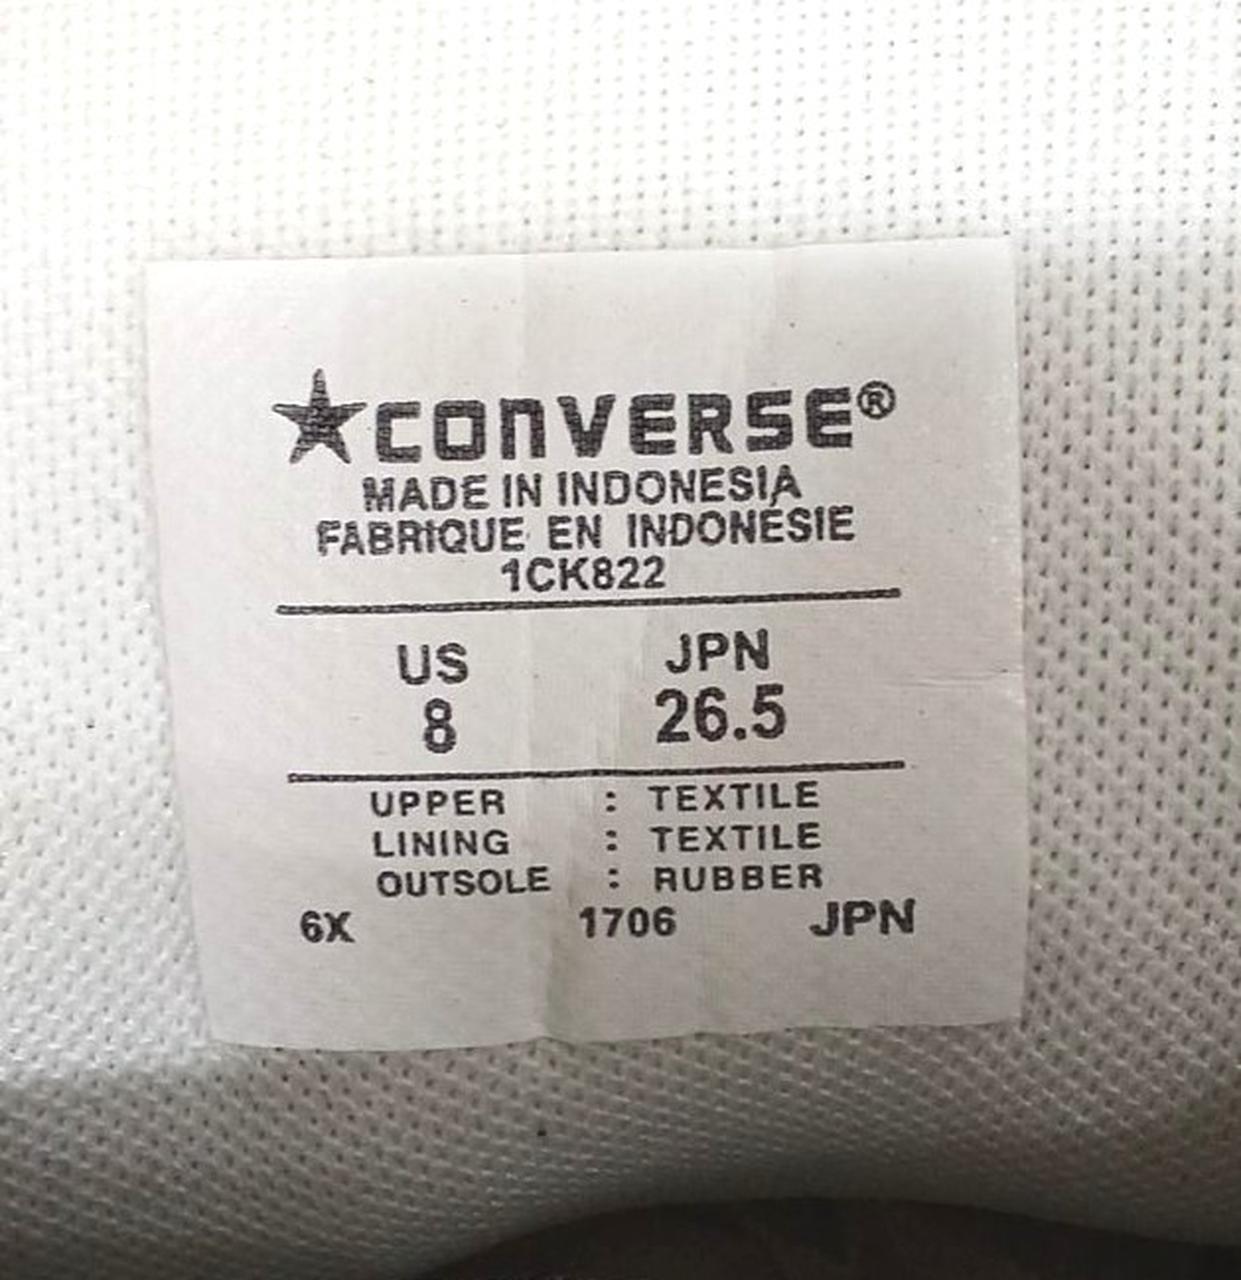 CONVERSE®
MADE IN INDONESIA
FABRIQUE EN INDONÉSIE
1CK822
US JPN
8 26.5
UPPER : TEXTILE
LINING : TEXTILE
OUTSOLE : RUBBER
6X 1706 JPN